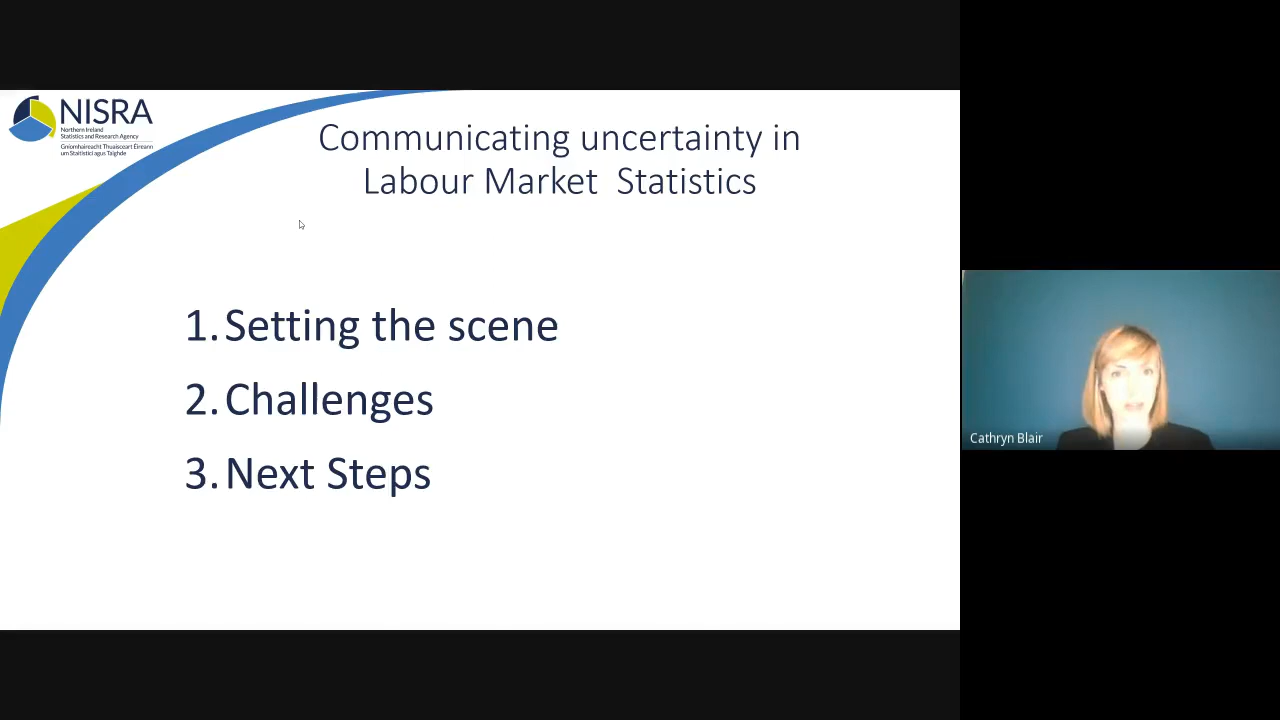 NISRA
Northern Ireland
Statistics and Research Agency
Gníomhaireacht Thuaisceart Éireann
um Staitisticí agus Taighde
Communicating uncertainty in
Labour Market Statistics
1. Setting the scene
2. Challenges
3. Next Steps
Cathryn Blair